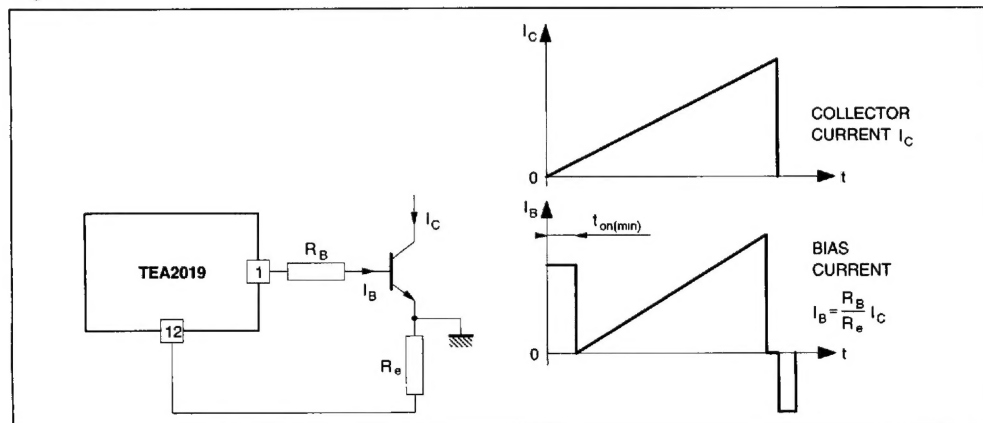 I_C
COLLECTOR
CURRENT I_C
0
t
I_B
t_on(min)
BIAS
CURRENT
I_B = R_B/R_e I_C
0
t
TEA2019
1
R_B
I_B
I_C
12
R_e